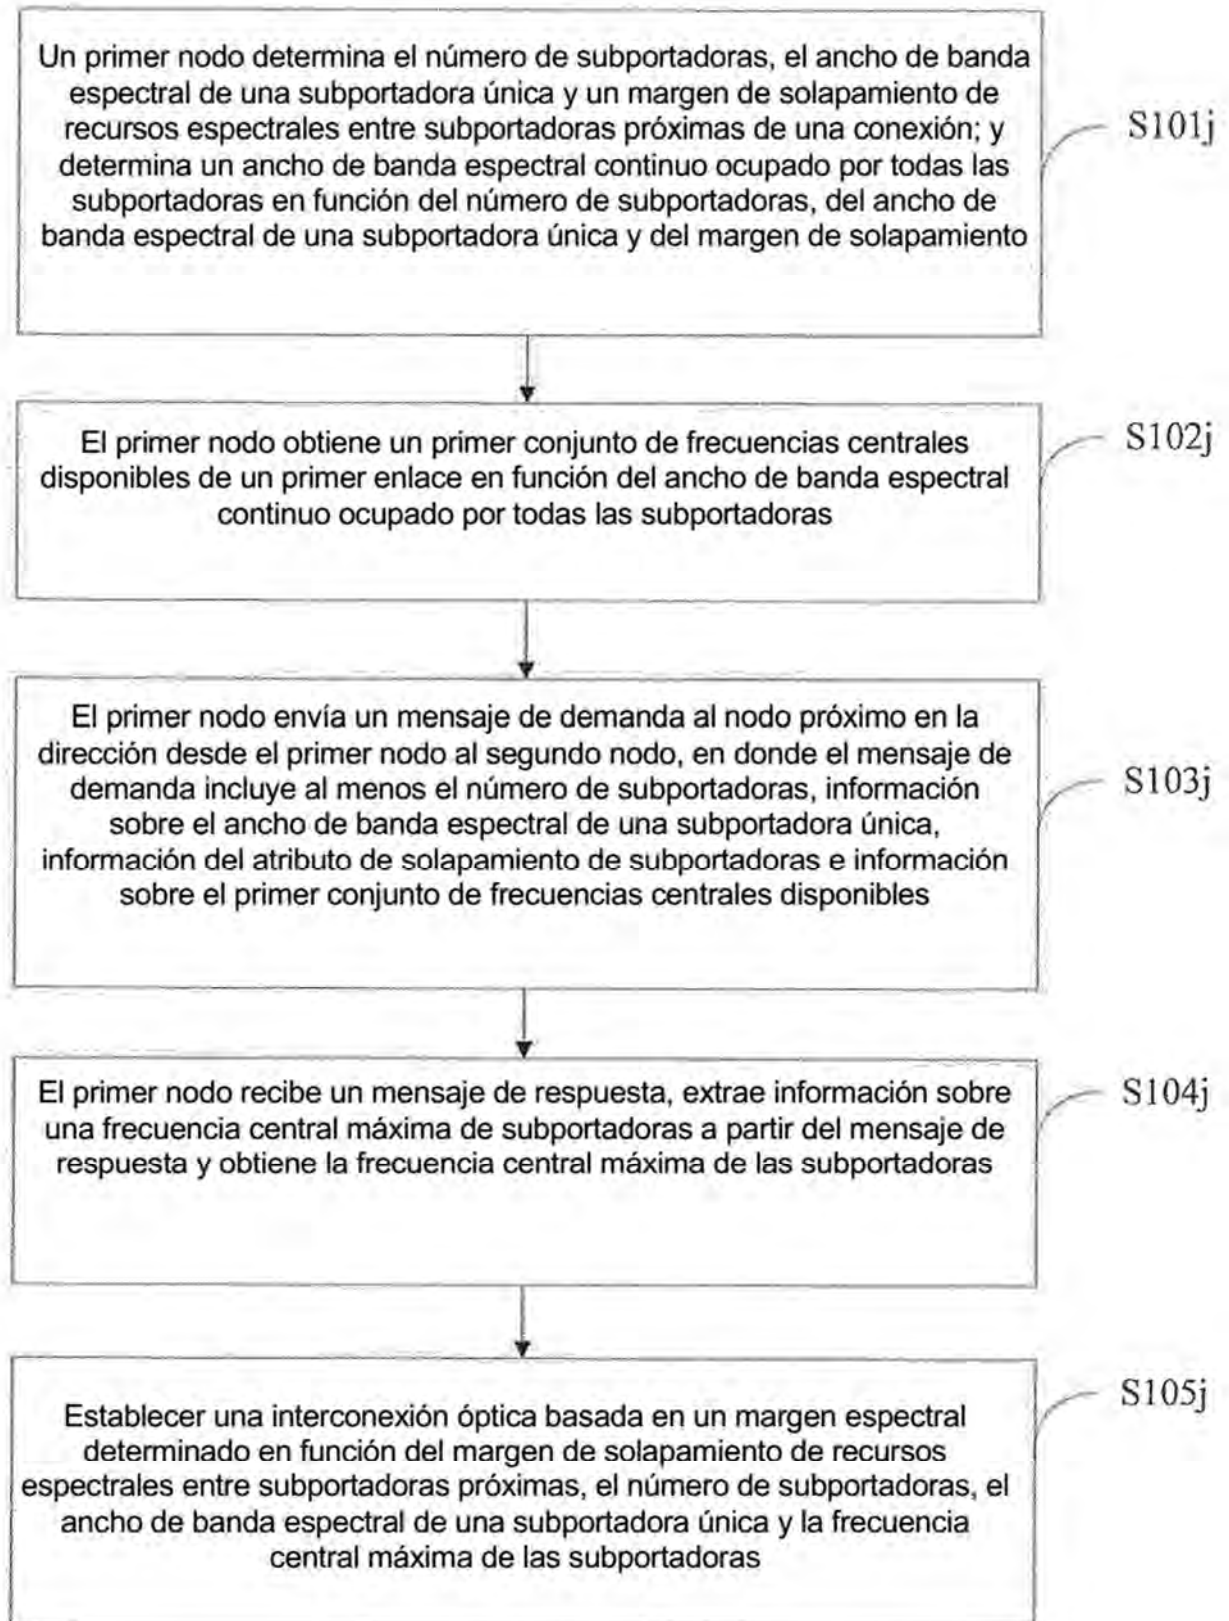 Un primer nodo determina el número de subportadoras, el ancho de banda
espectral de una subportadora única y un margen de solapamiento de
recursos espectrales entre subportadoras próximas de una conexión; y
determina un ancho de banda espectral continuo ocupado por todas las
subportadoras en función del número de subportadoras, del ancho de
banda espectral de una subportadora única y del margen de solapamiento
S101j
El primer nodo obtiene un primer conjunto de frecuencias centrales
disponibles de un primer enlace en función del ancho de banda espectral
continuo ocupado por todas las subportadoras
S102j
El primer nodo envía un mensaje de demanda al nodo próximo en la
dirección desde el primer nodo al segundo nodo, en donde el mensaje de
demanda incluye al menos el número de subportadoras, información
sobre el ancho de banda espectral de una subportadora única,
información del atributo de solapamiento de subportadoras e información
sobre el primer conjunto de frecuencias centrales disponibles
S103j
El primer nodo recibe un mensaje de respuesta, extrae información sobre
una frecuencia central máxima de subportadoras a partir del mensaje de
respuesta y obtiene la frecuencia central máxima de las subportadoras
S104j
Establecer una interconexión óptica basada en un margen espectral
determinado en función del margen de solapamiento de recursos
espectrales entre subportadoras próximas, el número de subportadoras, el
ancho de banda espectral de una subportadora única y la frecuencia
central máxima de las subportadoras
S105j